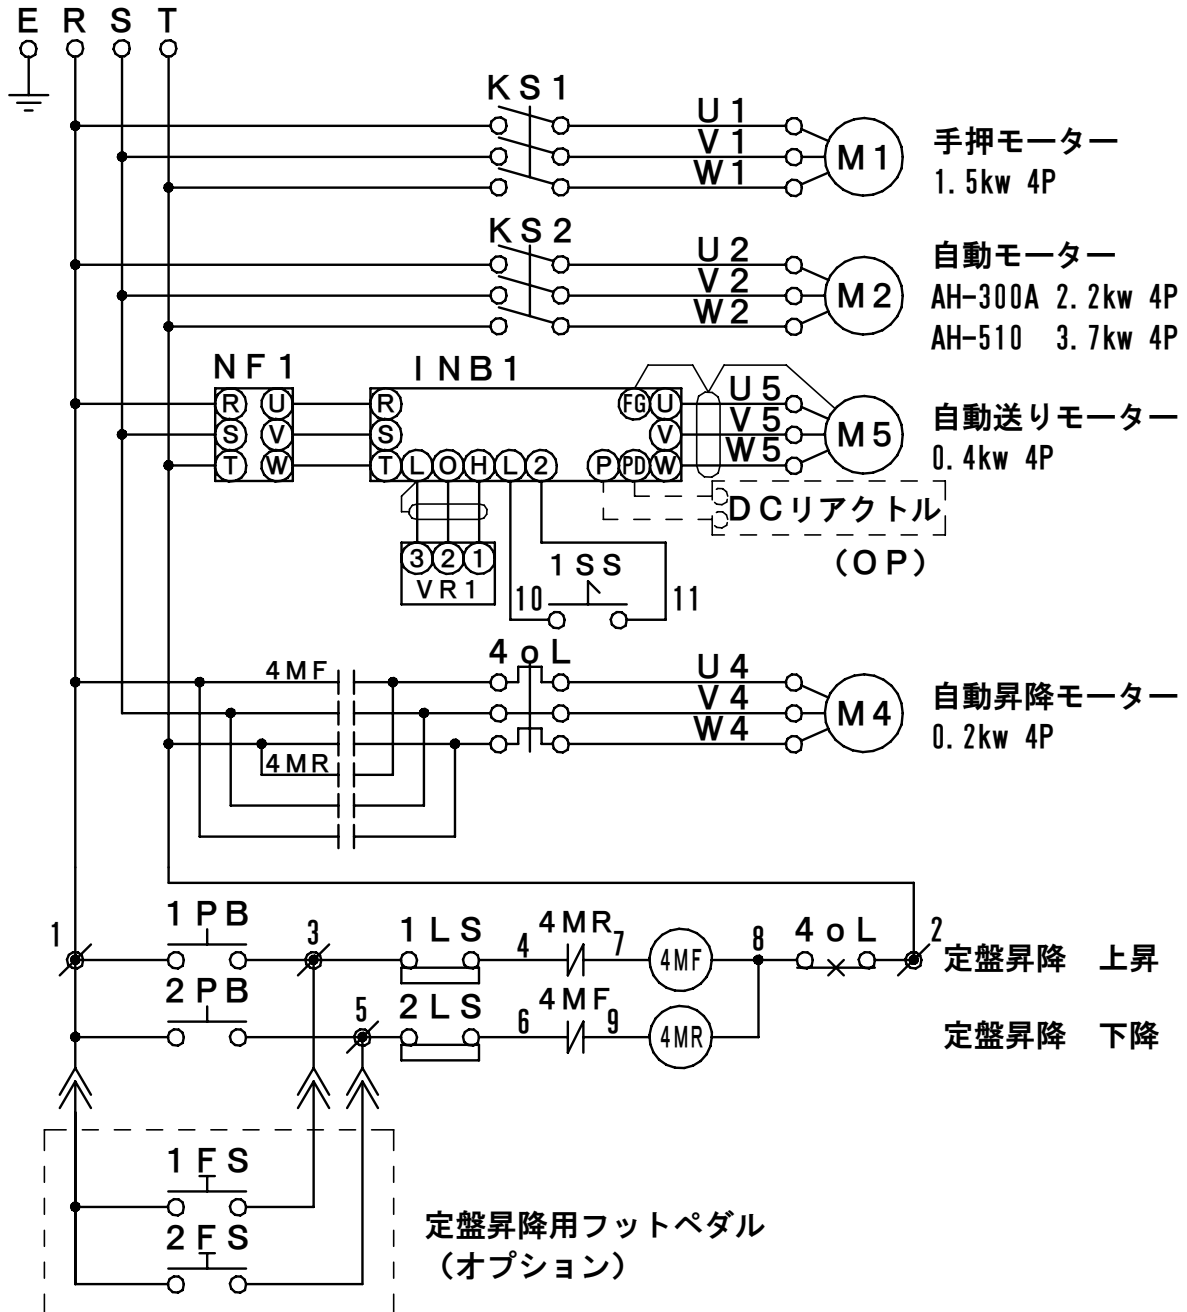 E R S T
KS1
U1
V1
W1
M1
手押モーター
1.5kw 4P
KS2
U2
V2
W2
M2
自動モーター
AH-300A 2.2kw 4P
AH-510 3.7kw 4P
NF1
R U
S V
T W
INB1
R FG U
S V
T L O H L 2 P PD W
U5
V5
W5
M5
自動送りモーター
0.4kw 4P
DCリアクトル
(OP)
3 2 1
VR1
1SS
10 11
4MF
4MR
4oL
U4
V4
W4
M4
自動昇降モーター
0.2kw 4P
1 1PB 3 1LS 4 4MR 7 4MF 8 4oL 2
定盤昇降 上昇
2PB 5 2LS 6 4MF 9 4MR
定盤昇降 下降
1FS
2FS
定盤昇降用フットペダル
(オプション)